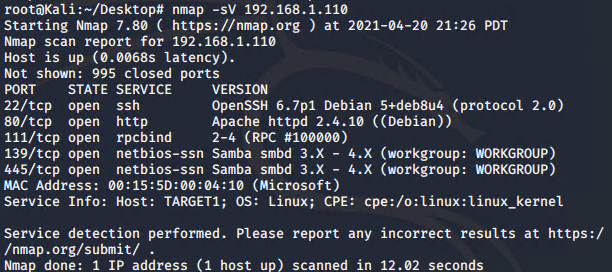 root@Kali:~/Desktop# nmap -sV 192.168.1.110
Starting Nmap 7.80 ( https://nmap.org ) at 2021-04-20 21:26 PDT
Nmap scan report for 192.168.1.110
Host is up (0.0068s latency).
Not shown: 995 closed ports
PORT    STATE SERVICE     VERSION
22/tcp  open  ssh         OpenSSH 6.7p1 Debian 5+deb8u4 (protocol 2.0)
80/tcp  open  http        Apache httpd 2.4.10 ((Debian))
111/tcp open  rpcbind     2-4 (RPC #100000)
139/tcp open  netbios-ssn Samba smbd 3.X - 4.X (workgroup: WORKGROUP)
445/tcp open  netbios-ssn Samba smbd 3.X - 4.X (workgroup: WORKGROUP)
MAC Address: 00:15:5D:00:04:10 (Microsoft)
Service Info: Host: TARGET1; OS: Linux; CPE: cpe:/o:linux:linux_kernel

Service detection performed. Please report any incorrect results at https:/
/nmap.org/submit/ .
Nmap done: 1 IP address (1 host up) scanned in 12.02 seconds